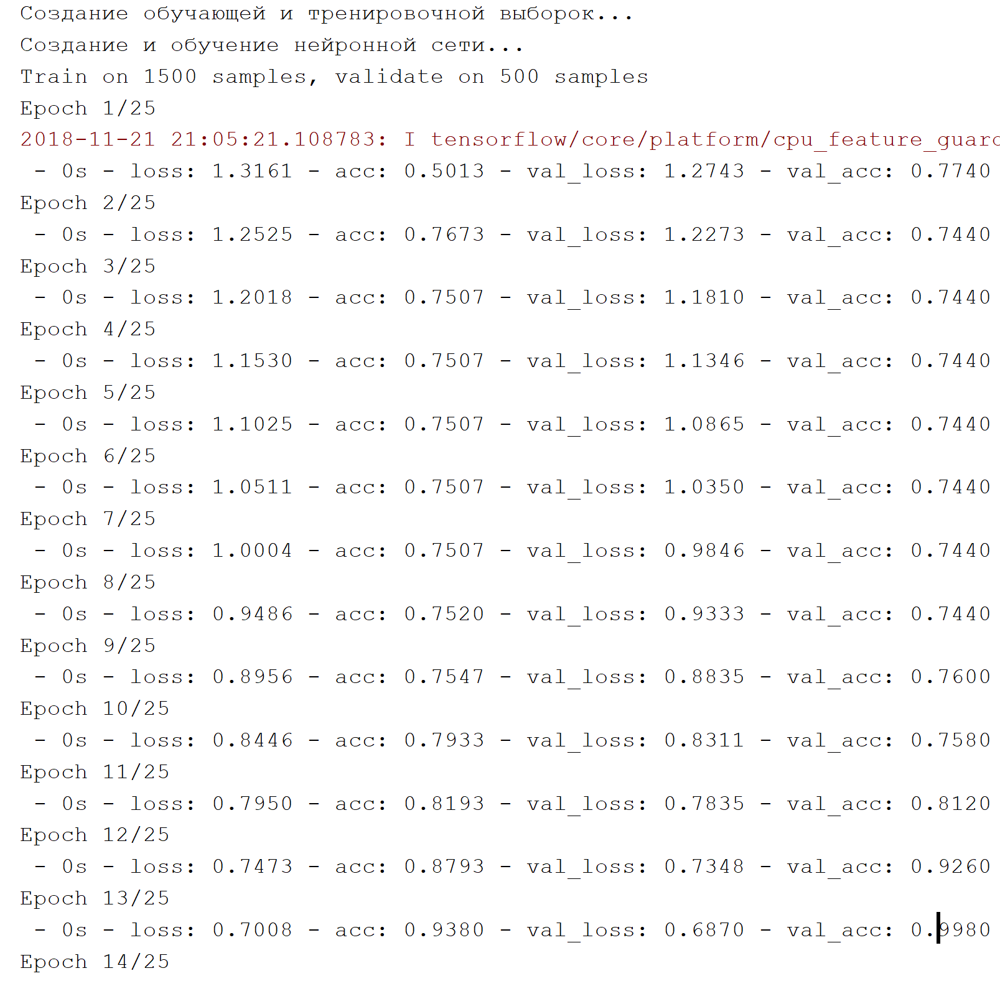 Создание обучающей и тренировочной выборок...
Создание и обучение нейронной сети...
Train on 1500 samples, validate on 500 samples
Epoch 1/25
2018-11-21 21:05:21.108783: I tensorflow/core/platform/cpu_feature_guard
 - 0s - loss: 1.3161 - acc: 0.5013 - val_loss: 1.2743 - val_acc: 0.7740
Epoch 2/25
 - 0s - loss: 1.2525 - acc: 0.7673 - val_loss: 1.2273 - val_acc: 0.7440
Epoch 3/25
 - 0s - loss: 1.2018 - acc: 0.7507 - val_loss: 1.1810 - val_acc: 0.7440
Epoch 4/25
 - 0s - loss: 1.1530 - acc: 0.7507 - val_loss: 1.1346 - val_acc: 0.7440
Epoch 5/25
 - 0s - loss: 1.1025 - acc: 0.7507 - val_loss: 1.0865 - val_acc: 0.7440
Epoch 6/25
 - 0s - loss: 1.0511 - acc: 0.7507 - val_loss: 1.0350 - val_acc: 0.7440
Epoch 7/25
 - 0s - loss: 1.0004 - acc: 0.7507 - val_loss: 0.9846 - val_acc: 0.7440
Epoch 8/25
 - 0s - loss: 0.9486 - acc: 0.7520 - val_loss: 0.9333 - val_acc: 0.7440
Epoch 9/25
 - 0s - loss: 0.8956 - acc: 0.7547 - val_loss: 0.8835 - val_acc: 0.7600
Epoch 10/25
 - 0s - loss: 0.8446 - acc: 0.7933 - val_loss: 0.8311 - val_acc: 0.7580
Epoch 11/25
 - 0s - loss: 0.7950 - acc: 0.8193 - val_loss: 0.7835 - val_acc: 0.8120
Epoch 12/25
 - 0s - loss: 0.7473 - acc: 0.8793 - val_loss: 0.7348 - val_acc: 0.9260
Epoch 13/25
 - 0s - loss: 0.7008 - acc: 0.9380 - val_loss: 0.6870 - val_acc: 0.9980
Epoch 14/25